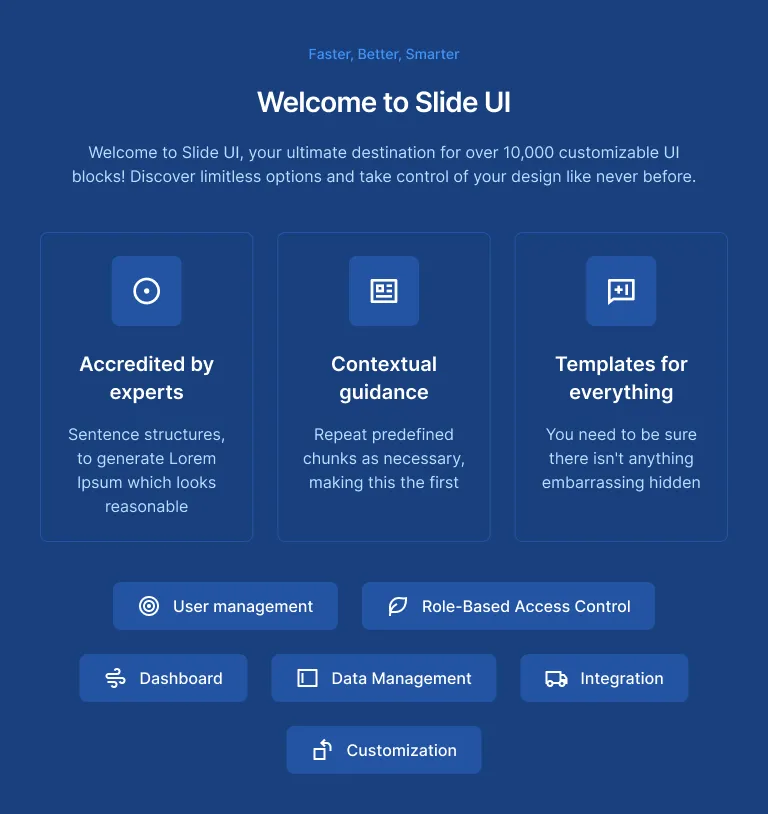 Faster, Better, Smarter
Welcome to Slide UI
Welcome to Slide UI, your ultimate destination for over 10,000 customizable UI
blocks! Discover limitless options and take control of your design like never before.
Accredited by
experts
Sentence structures,
to generate Lorem
Ipsum which looks
reasonable
Contextual
guidance
Repeat predefined
chunks as necessary,
making this the first
Templates for
everything
You need to be sure
there isn't anything
embarrassing hidden
User management
Role-Based Access Control
Dashboard
Data Management
Integration
Customization